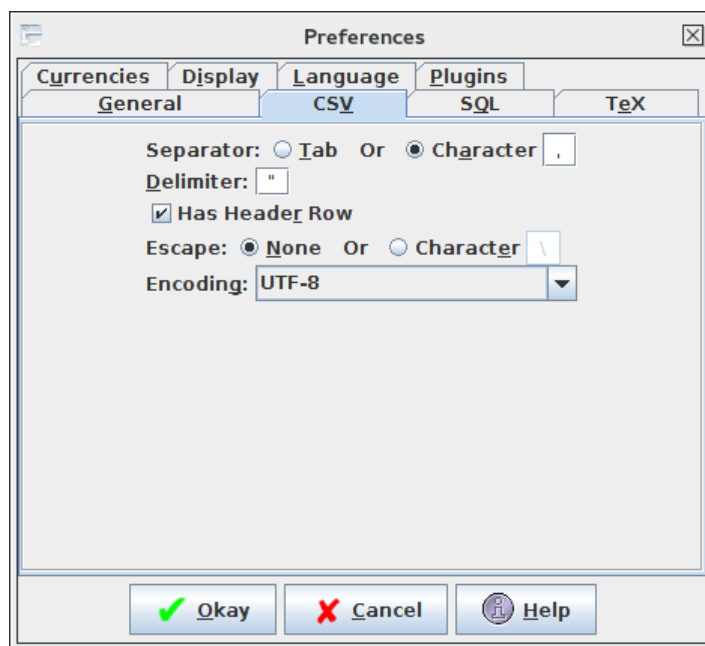 Preferences
Currencies Display Language Plugins
General CSV SQL TeX
Separator: Tab Or Character ,
Delimiter: "
Has Header Row
Escape: None Or Character \
Encoding: UTF-8
Okay Cancel Help